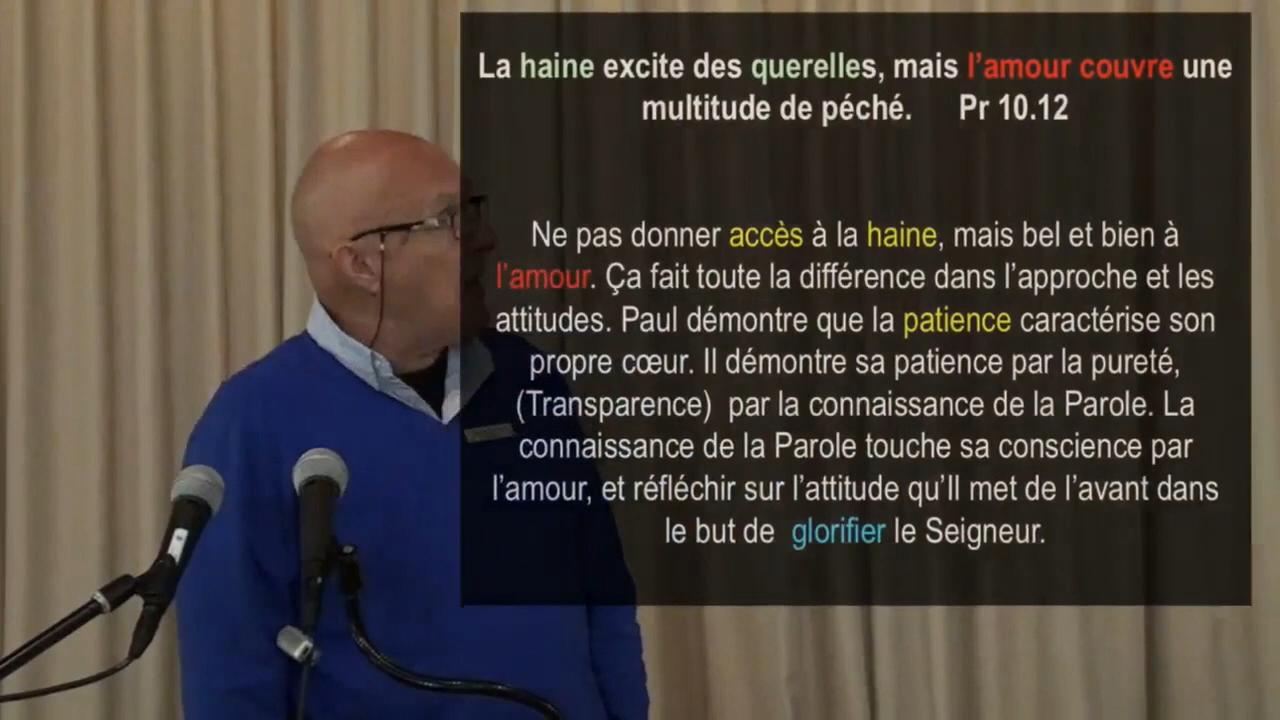 La haine excite des querelles, mais l'amour couvre une
multitude de péché. Pr 10.12
Ne pas donner accès à la haine, mais bel et bien à
l'amour. Ça fait toute la différence dans l'approche et les
attitudes. Paul démontre que la patience caractérise son
propre cœur. Il démontre sa patience par la pureté,
(Transparence) par la connaissance de la Parole. La
connaissance de la Parole touche sa conscience par
l'amour, et réfléchir sur l'attitude qu'Il met de l'avant dans
le but de glorifier le Seigneur.